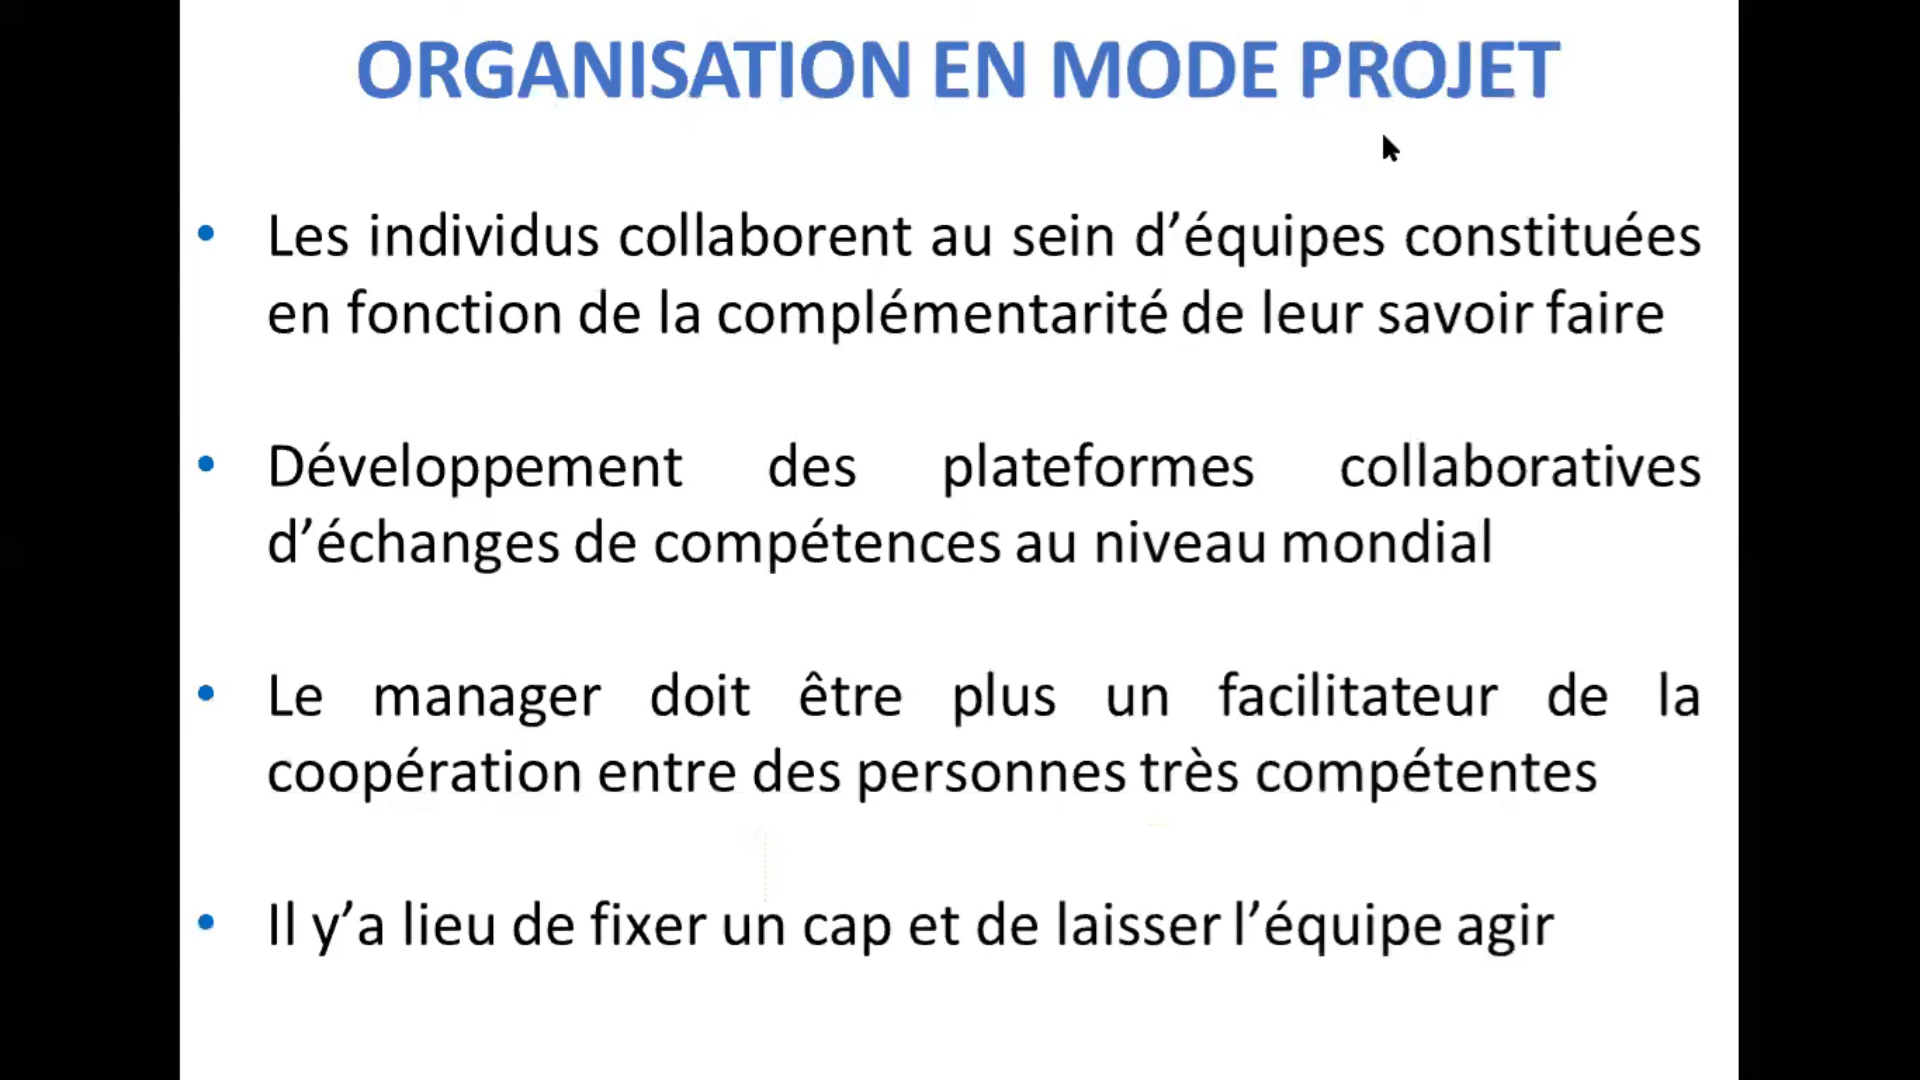 ORGANISATION EN MODE PROJET
• Les individus collaborent au sein d’équipes constituées
en fonction de la complémentarité de leur savoir faire
• Développement des plateformes collaboratives
d’échanges de compétences au niveau mondial
• Le manager doit être plus un facilitateur de la
coopération entre des personnes très compétentes
• Il y’a lieu de fixer un cap et de laisser l’équipe agir